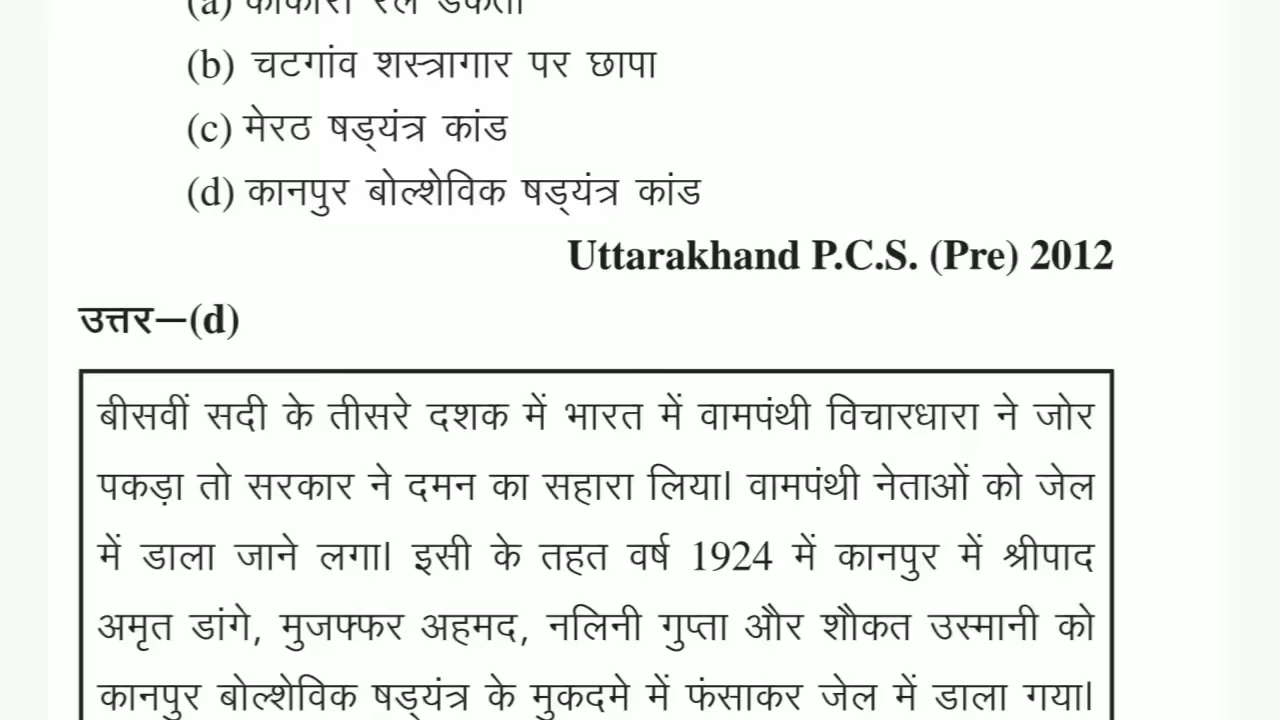 (a) काकोरी रेल डकैती
(b) चटगांव शस्त्रागार पर छापा
(c) मेरठ षड्यंत्र कांड
(d) कानपुर बोल्शेविक षड्यंत्र कांड
Uttarakhand P.C.S. (Pre) 2012
उत्तर—(d)
बीसवीं सदी के तीसरे दशक में भारत में वामपंथी विचारधारा ने जोर
पकड़ा तो सरकार ने दमन का सहारा लिया। वामपंथी नेताओं को जेल
में डाला जाने लगा। इसी के तहत वर्ष 1924 में कानपुर में श्रीपाद
अमृत डांगे, मुजफ्फर अहमद, नलिनी गुप्ता और शौकत उस्मानी को
कानपुर बोल्शेविक षड्यंत्र के मुकदमे में फंसाकर जेल में डाला गया।